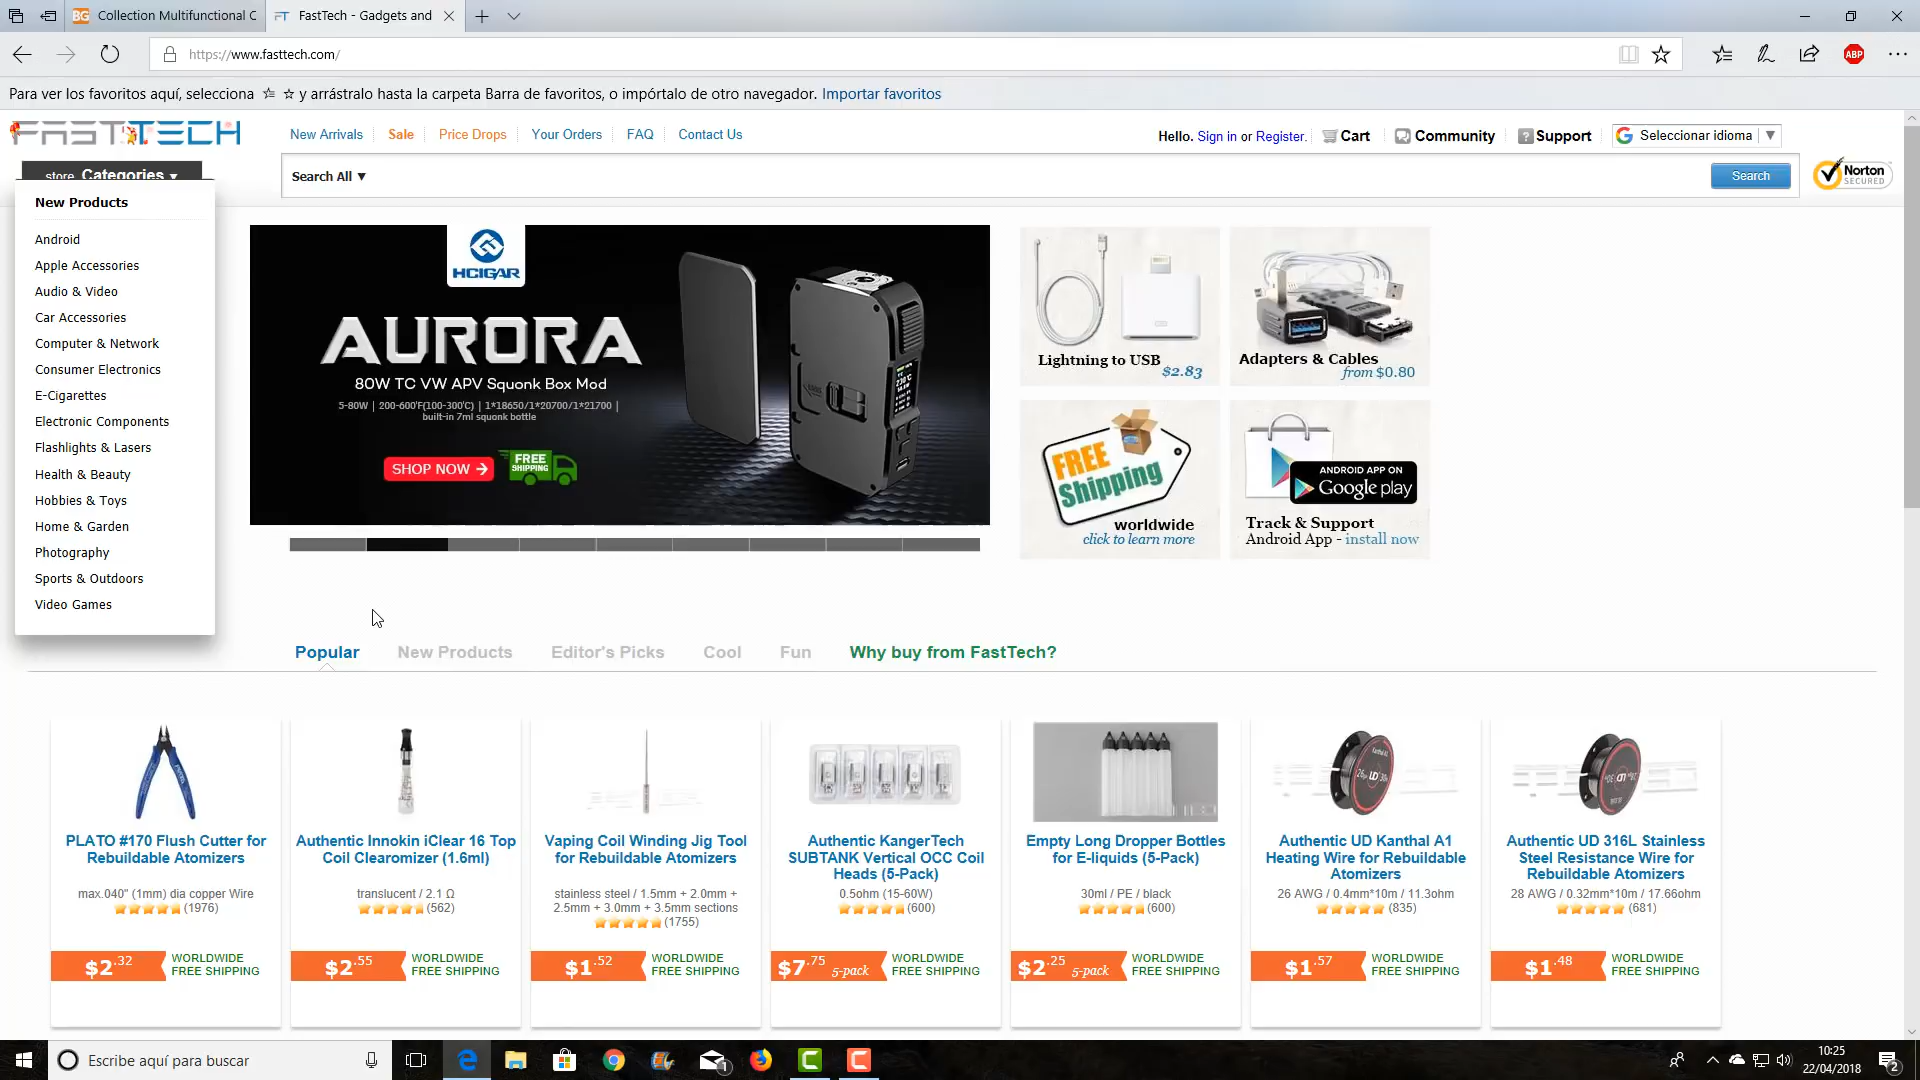 BG Collection Multifunctional C
FT FastTech - Gadgets and
https://www.fasttech.com/
ABP
Para ver los favoritos aquí, selecciona y arrástralo hasta la carpeta Barra de favoritos, o impórtalo de otro navegador. Importar favoritos
FASTTECH
New Arrivals
Sale
Price Drops
Your Orders
FAQ
Contact Us
Hello. Sign in or Register.
Cart
Community
Support
Seleccionar idioma
store Categories
Search All
Search
Norton
SECURED
New Products
Android
Apple Accessories
Audio & Video
Car Accessories
Computer & Network
Consumer Electronics
E-Cigarettes
Electronic Components
Flashlights & Lasers
Health & Beauty
Hobbies & Toys
Home & Garden
Photography
Sports & Outdoors
Video Games
HCIGAR
AURORA
80W TC VW APV Squonk Box Mod
5-80W | 200-600°F(100-300°C) | 1*18650/1*20700/1*21700 |
built-in 7ml squonk bottle
SHOP NOW
FREE
SHIPPING
Lightning to USB
$2.83
Adapters & Cables
from $0.80
FREE
Shipping
worldwide
click to learn more
ANDROID APP ON
Google play
Track & Support
Android App - install now
Popular
New Products
Editor's Picks
Cool
Fun
Why buy from FastTech?
PLATO #170 Flush Cutter for
Rebuildable Atomizers
max.040" (1mm) dia copper Wire
(1976)
$2.32
WORLDWIDE
FREE SHIPPING
Authentic Innokin iClear 16 Top
Coil Clearomizer (1.6ml)
translucent / 2.1 Ω
(562)
$2.55
WORLDWIDE
FREE SHIPPING
Vaping Coil Winding Jig Tool
for Rebuildable Atomizers
stainless steel / 1.5mm + 2.0mm +
2.5mm + 3.0mm + 3.5mm sections
(1755)
$1.52
WORLDWIDE
FREE SHIPPING
Authentic KangerTech
SUBTANK Vertical OCC Coil
Heads (5-Pack)
0.5ohm (15-60W)
(600)
$7.75 5-pack
WORLDWIDE
FREE SHIPPING
Empty Long Dropper Bottles
for E-liquids (5-Pack)
30ml / PE / black
(600)
$2.25 5-pack
WORLDWIDE
FREE SHIPPING
Authentic UD Kanthal A1
Heating Wire for Rebuildable
Atomizers
26 AWG / 0.4mm*10m / 11.3ohm
(835)
$1.57
WORLDWIDE
FREE SHIPPING
Authentic UD 316L Stainless
Steel Resistance Wire for
Rebuildable Atomizers
28 AWG / 0.32mm*10m / 17.66ohm
(681)
$1.48
WORLDWIDE
FREE SHIPPING
Escribe aquí para buscar
1
10:25
22/04/2018
2